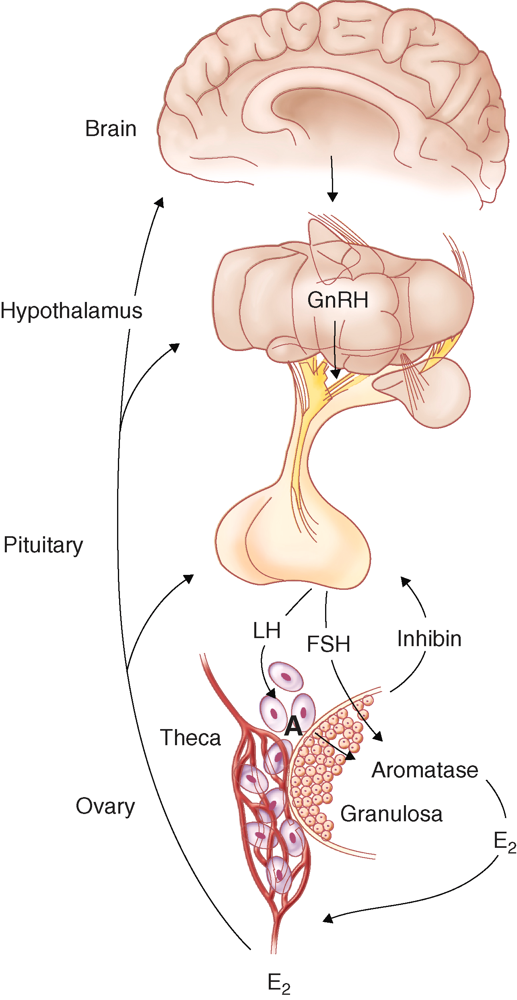 Brain
Hypothalamus
GnRH
Pituitary
LH
FSH
Inhibin
A
Theca
Aromatase
Ovary
Granulosa
E2
E2